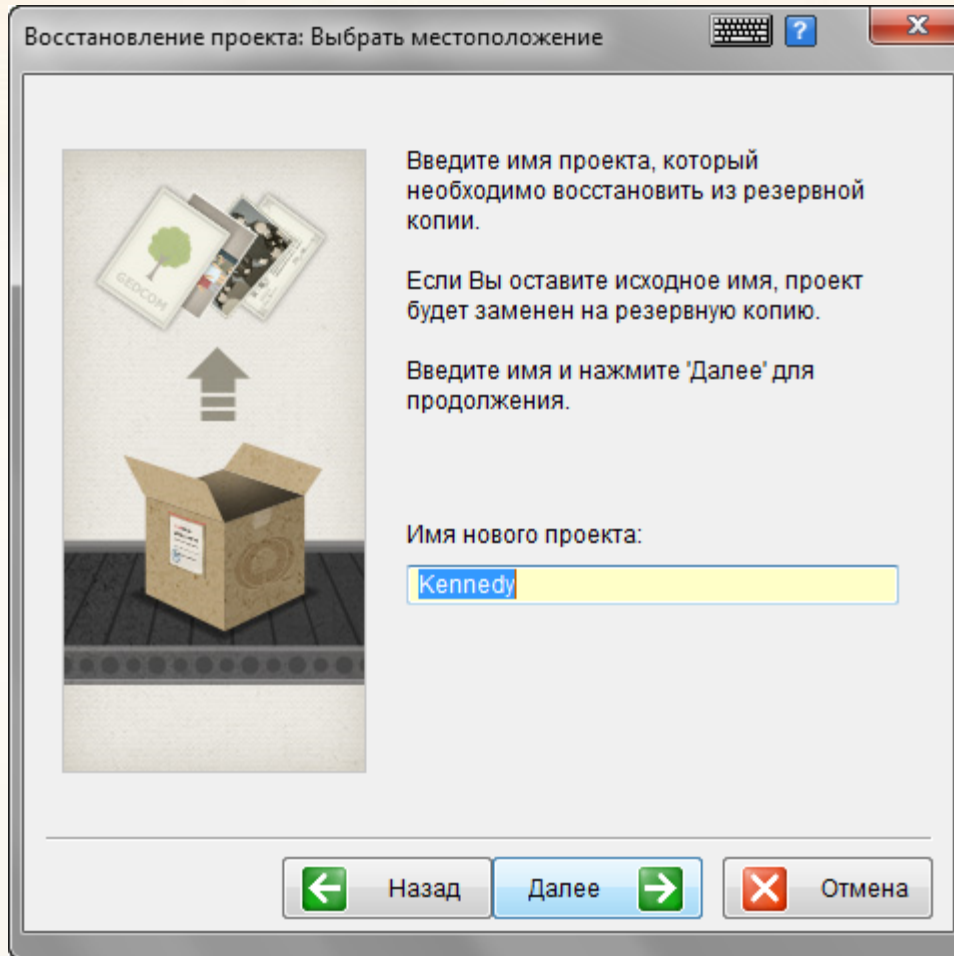 Восстановление проекта: Выбрать местоположение
?
Введите имя проекта, который
необходимо восстановить из резервной
копии.
Если Вы оставите исходное имя, проект
будет заменен на резервную копию.
Введите имя и нажмите 'Далее' для
продолжения.
GEDCOM
Имя нового проекта:
Kennedy
Назад
Далее
Отмена